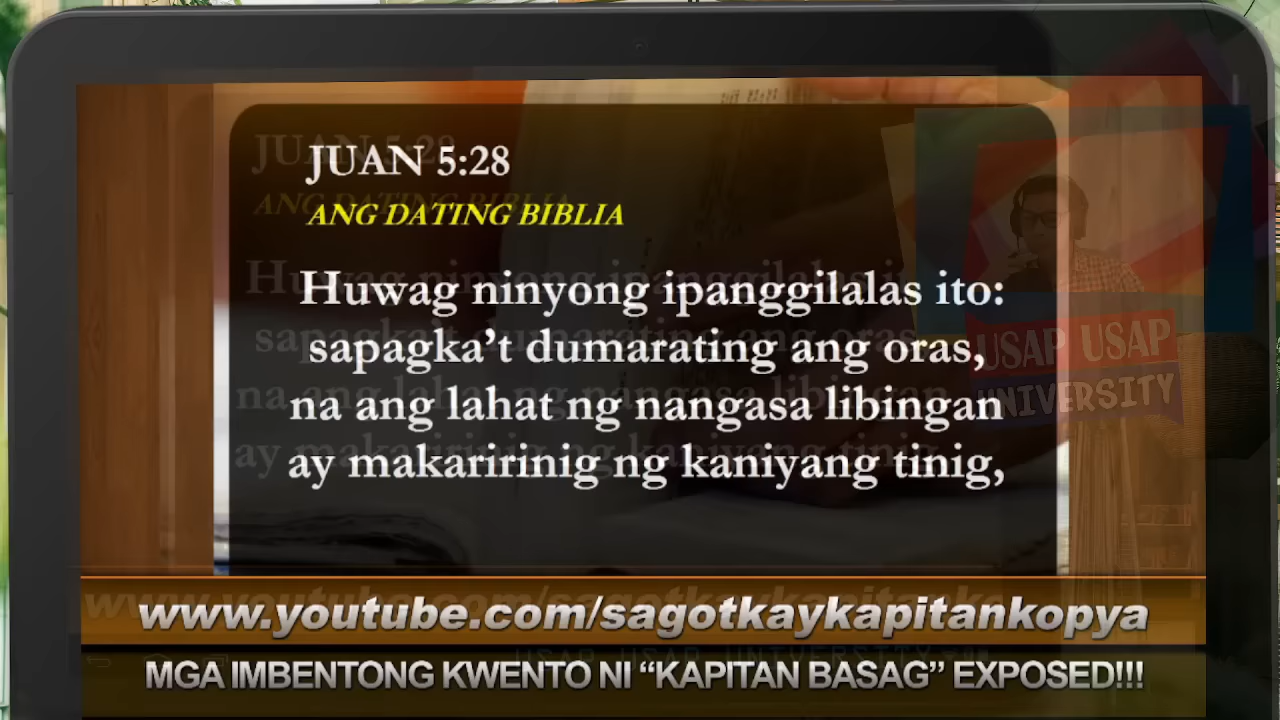 JUAN 5:28
ANG DATING BIBLIA
Huwag ninyong ipanggilalas ito:
sapagka’t dumarating ang oras,
na ang lahat ng nangasa libingan
ay makaririnig ng kaniyang tinig,
USAP USAP
UNIVERSITY
www.youtube.com/sagotkaykapitankopya
MGA IMBENTONG KWENTO NI “KAPITAN BASAG” EXPOSED!!!